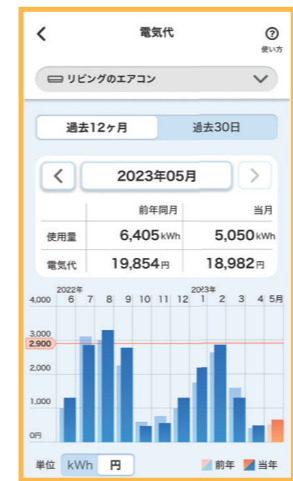 電気代
使い方
リビングのエアコン
過去12ヶ月 過去30日
2023年05月
前年同月 当月
使用量 6,405kWh 5,050kWh
電気代 19,854円 18,982円
2022年 2023年
6 7 8 9 10 11 12 1 2 3 4 5月
4,000
3,000
2,900
2,000
1,000
0円
単位 kWh 円 前年 当年